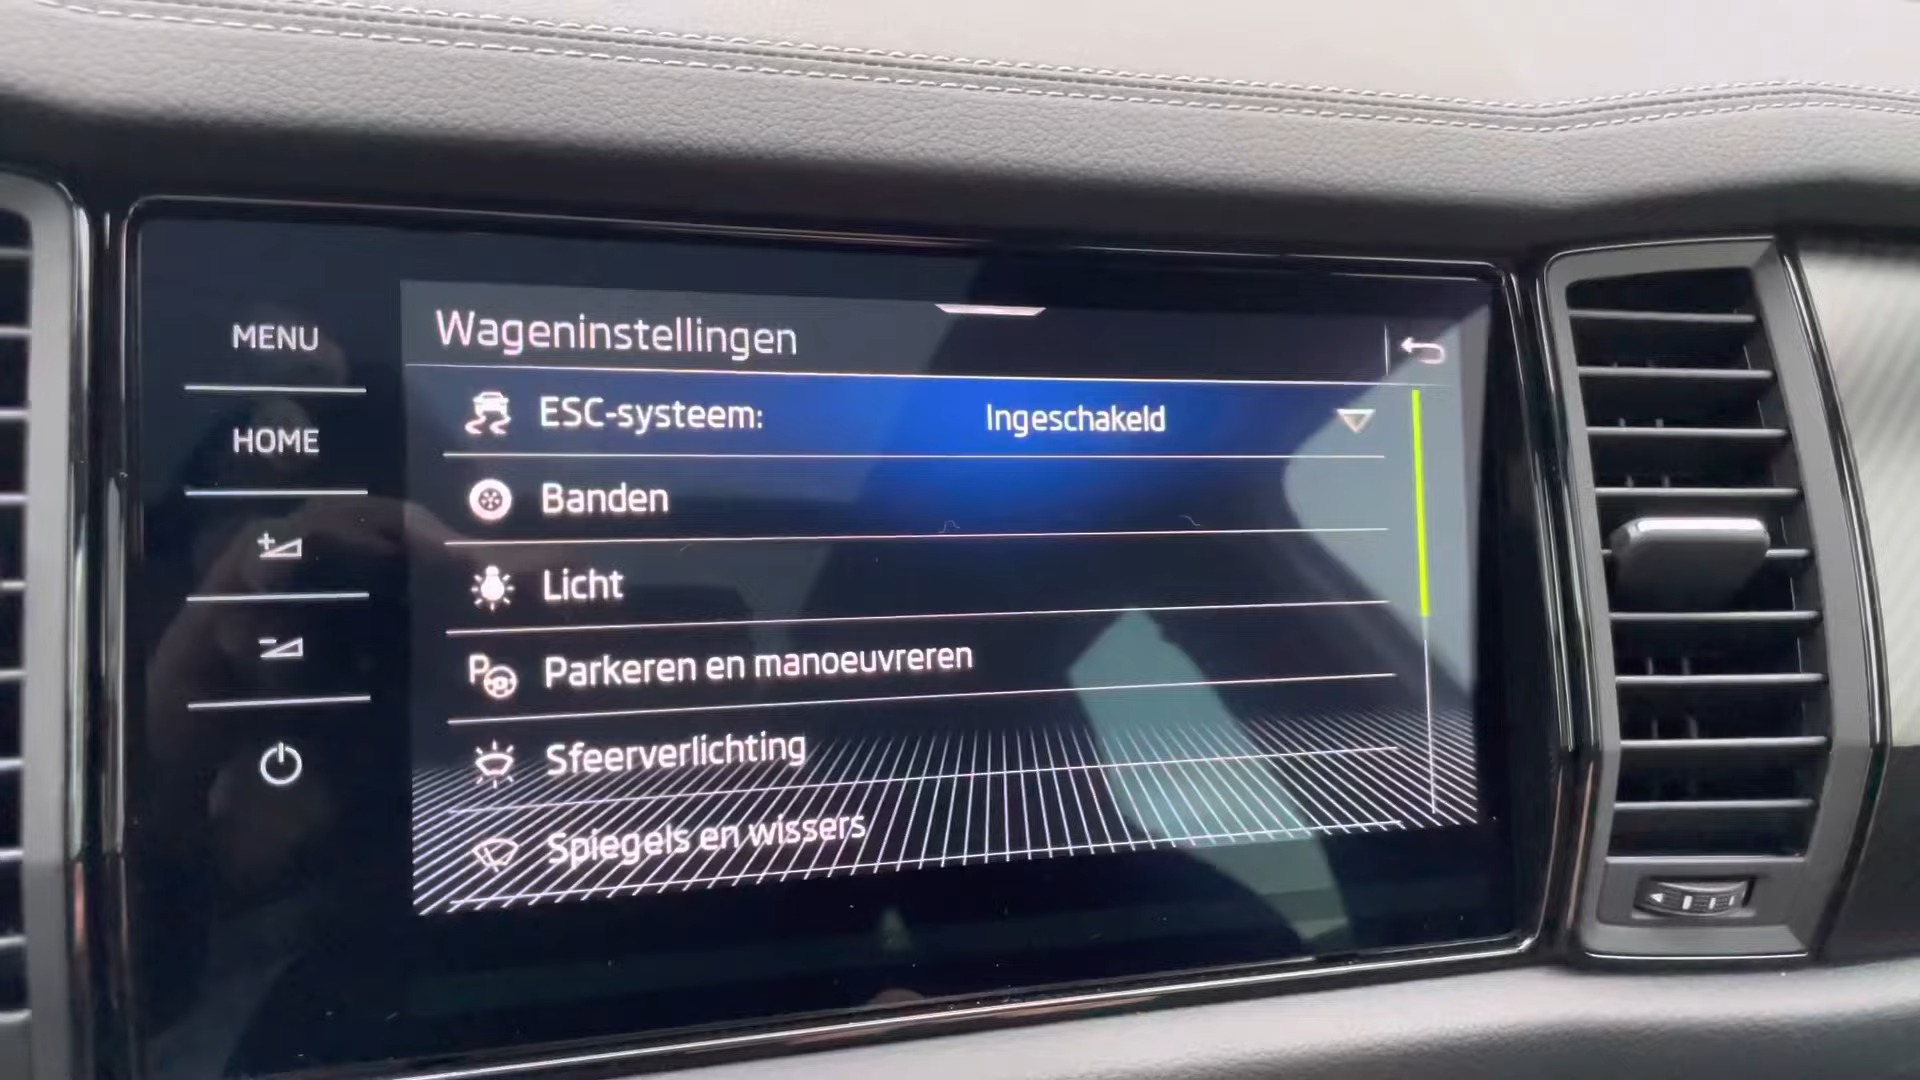 MENU
HOME
Wageninstellingen
ESC-systeem: Ingeschakeld
Banden
Licht
Parkeren en manoeuvreren
Sfeerverlichting
Spiegels en wissers